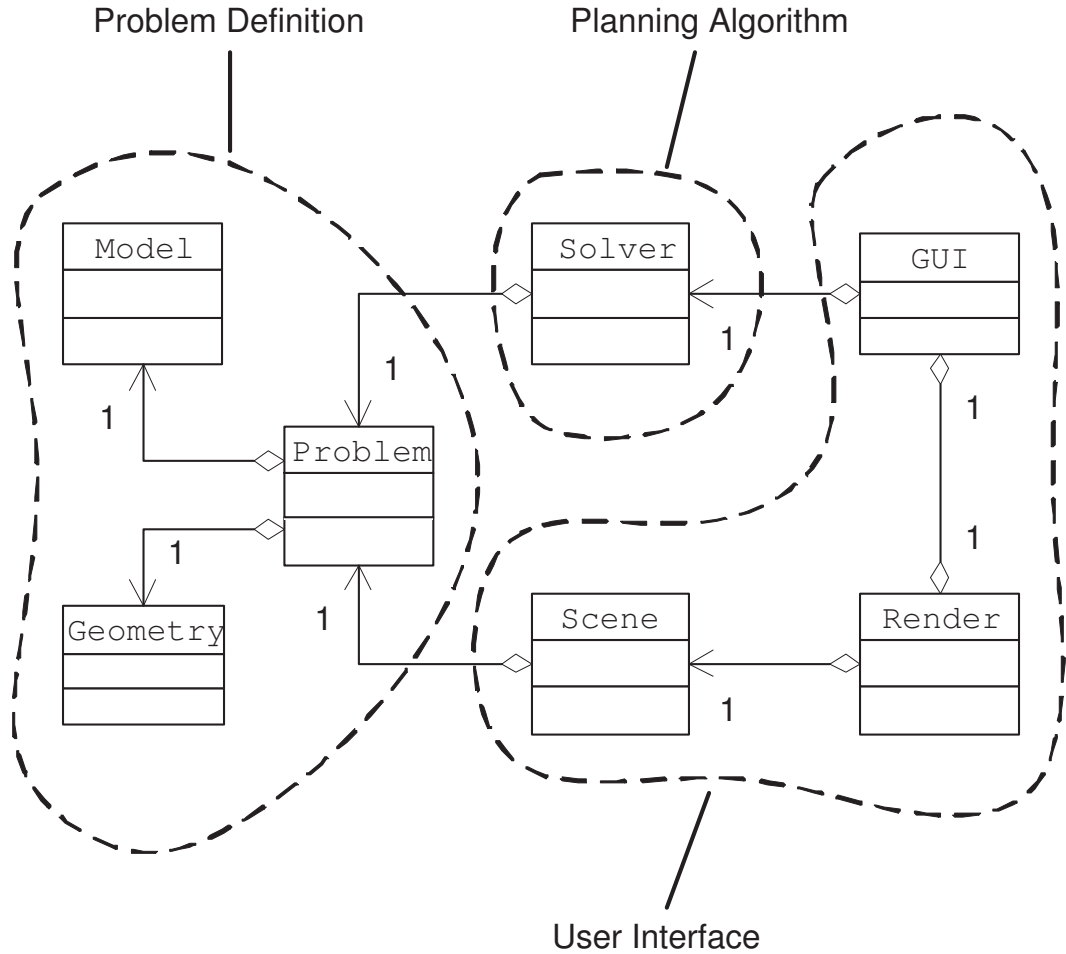 Problem Definition
Planning Algorithm
Model
Solver
GUI
1
1
1
1
Problem
1
1
Geometry
1
Scene
Render
1
User Interface